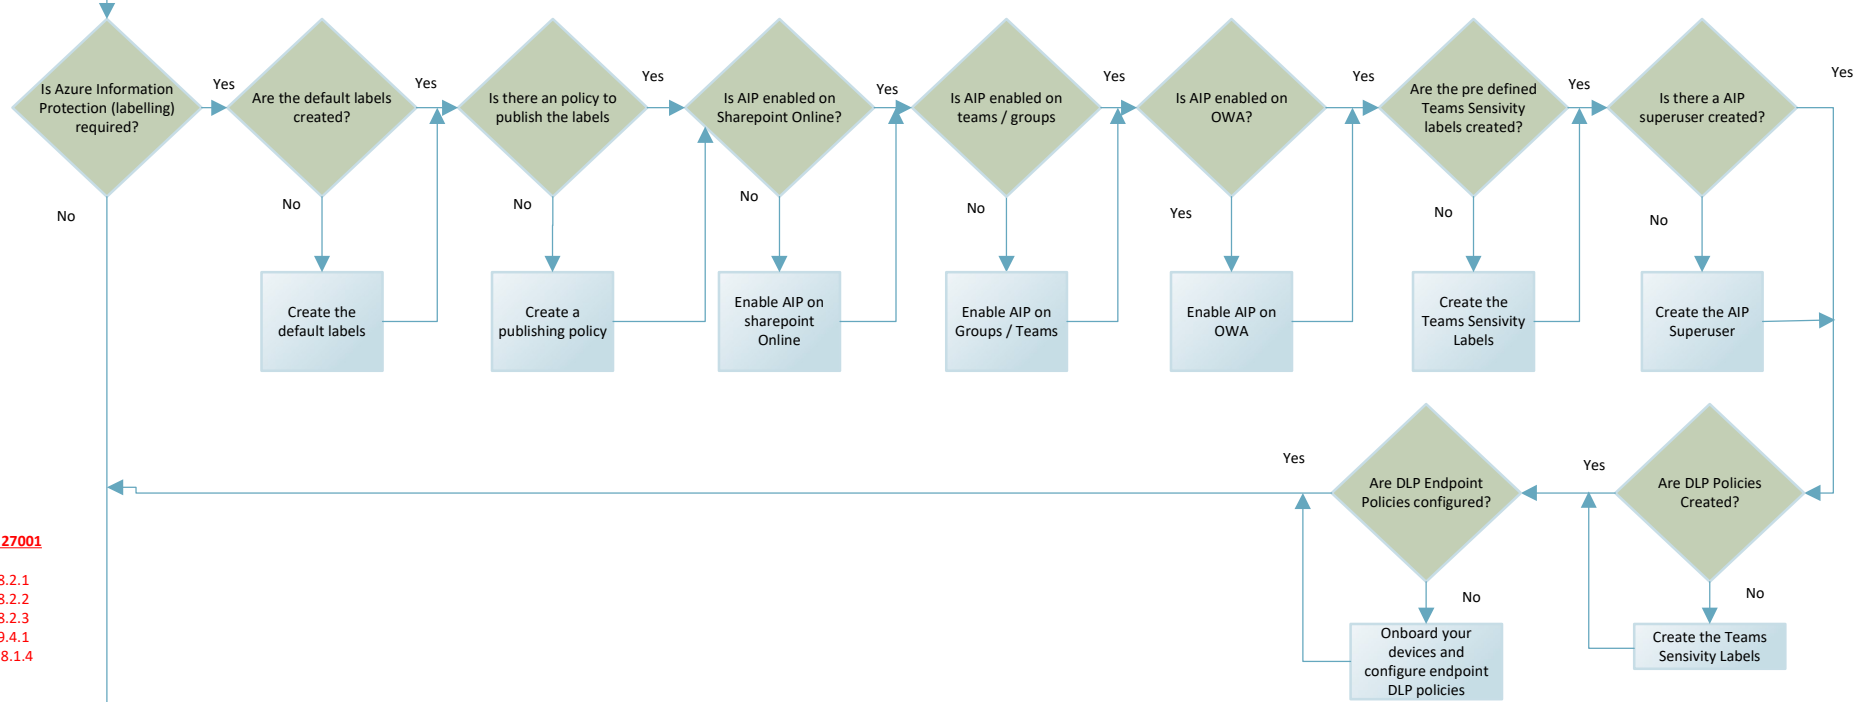 Is Azure Information
Protection (labelling)
required?
Yes
No
Are the default labels
created?
Yes
No
Create the
default labels
Is there an policy to
publish the labels
Yes
No
Create a
publishing policy
Is AIP enabled on
Sharepoint Online?
Yes
No
Enable AIP on
sharepoint
Online
Is AIP enabled on
teams / groups
Yes
No
Enable AIP on
Groups / Teams
Is AIP enabled on
OWA?
Yes
Yes
Enable AIP on
OWA
Are the pre defined
Teams Sensivity
labels created?
Yes
No
Create the
Teams Sensivity
Labels
Is there a AIP
superuser created?
Yes
No
Create the AIP
Superuser
Are DLP Policies
Created?
Yes
No
Create the Teams
Sensivity Labels
Are DLP Endpoint
Policies configured?
Yes
No
Onboard your
devices and
configure endpoint
DLP policies
27001
8.2.1
8.2.2
8.2.3
9.4.1
8.1.4